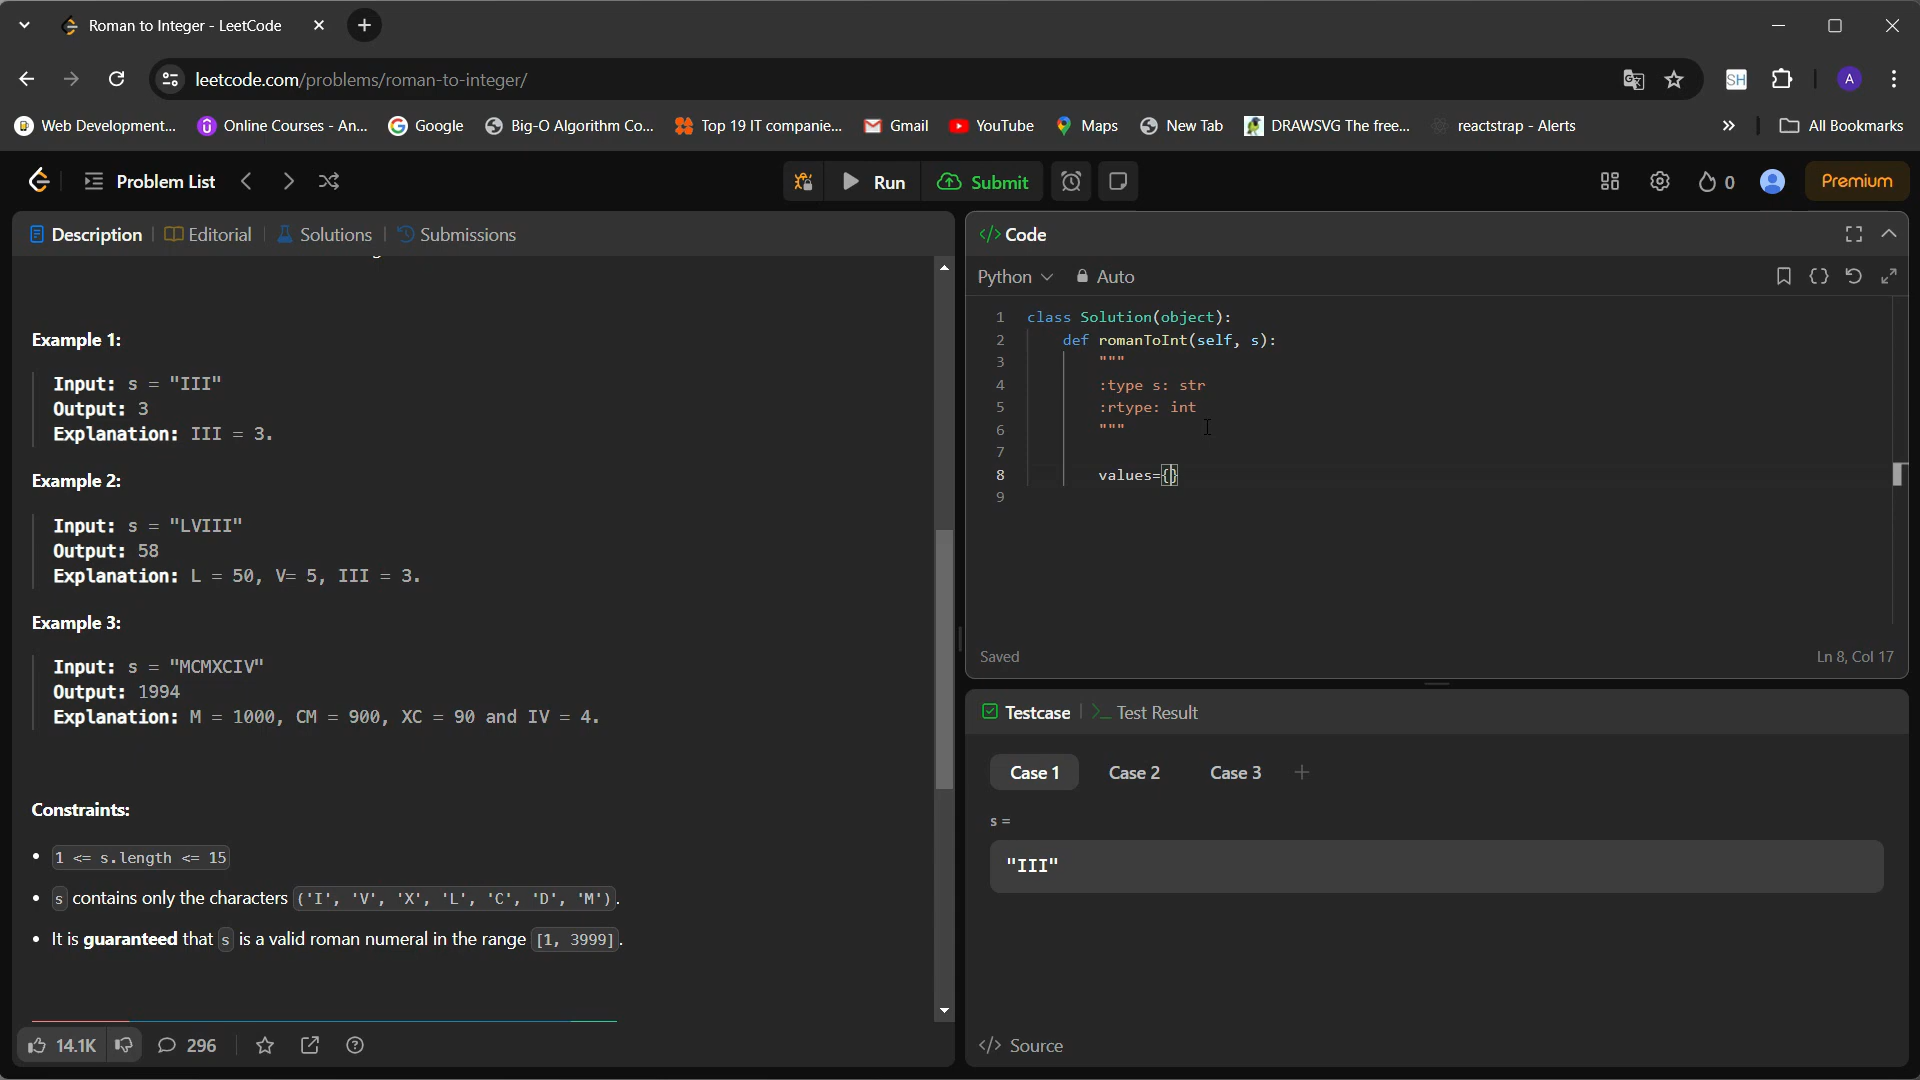 Roman to Integer - LeetCode
leetcode.com/problems/roman-to-integer/
SH
A
Web Development...
Online Courses - An...
Google
Big-O Algorithm Co...
Top 19 IT companie...
Gmail
YouTube
Maps
New Tab
DRAWSVG The free...
reactstrap - Alerts
»
All Bookmarks
Problem List
Run
Submit
0
Premium
Description
Editorial
Solutions
Submissions
Example 1:
Input: s = "III"
Output: 3
Explanation: III = 3.
Example 2:
Input: s = "LVIII"
Output: 58
Explanation: L = 50, V= 5, III = 3.
Example 3:
Input: s = "MCMXCIV"
Output: 1994
Explanation: M = 1000, CM = 900, XC = 90 and IV = 4.
Constraints:
• 1 <= s.length <= 15
• s contains only the characters ('I', 'V', 'X', 'L', 'C', 'D', 'M').
• It is guaranteed that s is a valid roman numeral in the range [1, 3999].
14.1K
296
</> Code
Python
Auto
1 class Solution(object):
2 def romanToInt(self, s):
3 """
4 :type s: str
5 :rtype: int
6 """
7
8 values={}
9
Saved
Ln 8, Col 17
Testcase
>_ Test Result
Case 1
Case 2
Case 3
+
s =
"III"
</> Source